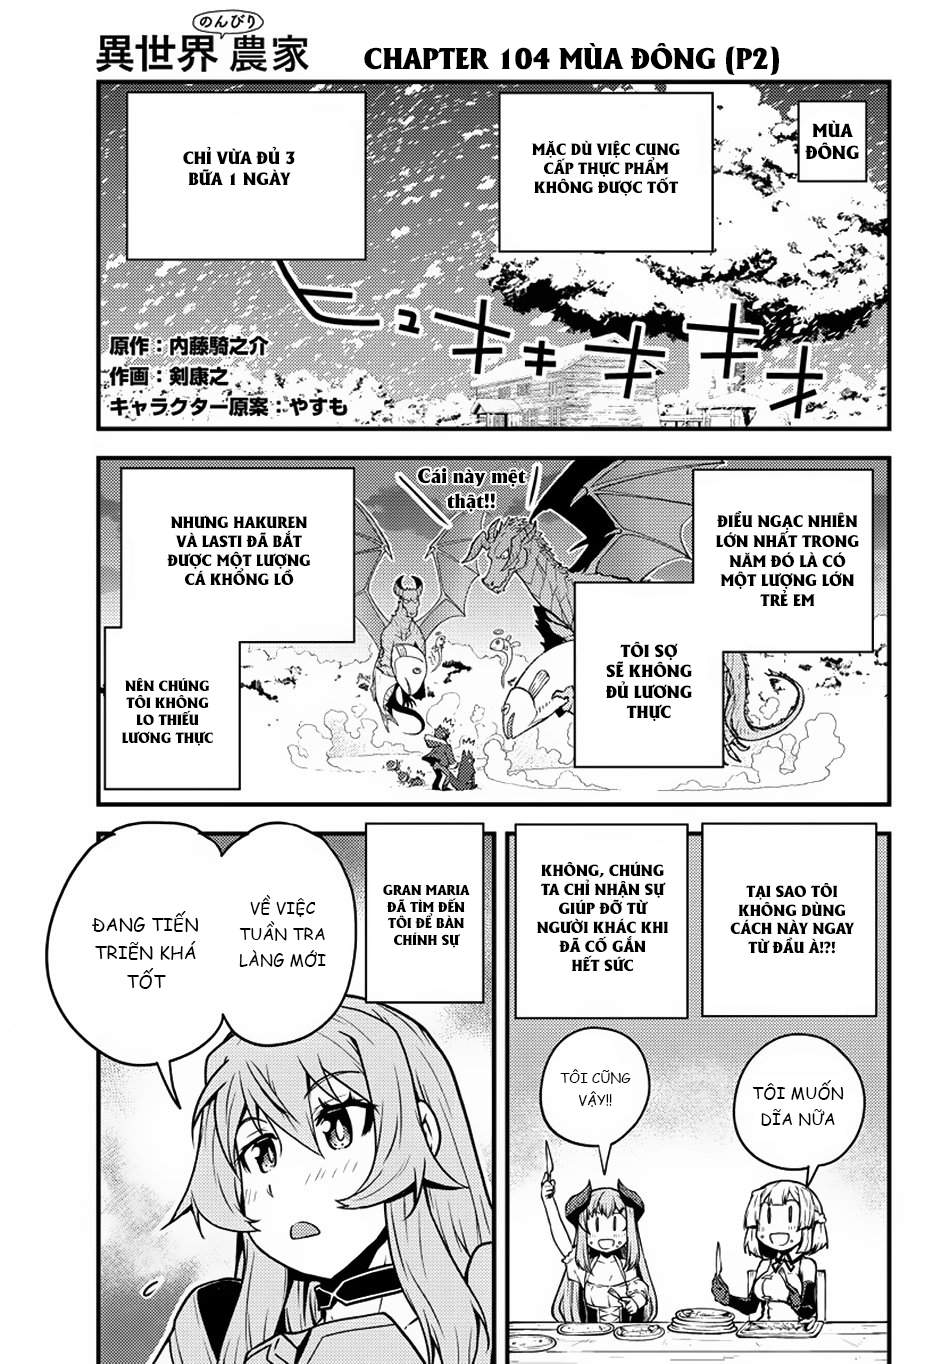 のんびり
異世界農家
CHAPTER 104 MÙA ĐÔNG (P2)
MÙA
ĐÔNG
MẶC DÙ VIỆC CUNG
CẤP THỰC PHẨM
KHÔNG ĐƯỢC TỐT
CHỈ VỪA ĐỦ 3
BỮA 1 NGÀY
ヒュキキキキ
原作：内藤騎之介
作画：剣康之
キャラクター原案：やすも
ĐIỀU NGẠC NHIÊN
LỚN NHẤT TRONG
NĂM ĐÓ LÀ CÓ
MỘT LƯỢNG LỚN
TRẺ EM
TÔI SỢ
SẼ KHÔNG
ĐỦ LƯƠNG
THỰC
Cái này mệt
thật!!
NHƯNG HAKUREN
VÀ LASTI ĐÃ BẮT
ĐƯỢC MỘT LƯỢNG
CÁ KHỔNG LỒ
NÊN CHÚNG
TÔI KHÔNG
LO THIẾU
LƯƠNG THỰC
TẠI SAO TÔI
KHÔNG DÙNG
CÁCH NÀY NGAY
TỪ ĐẦU À!?!
KHÔNG, CHÚNG
TA CHỈ NHẬN SỰ
GIÚP ĐỠ TỪ
NGƯỜI KHÁC KHI
ĐÃ CỐ GẮN
HẾT SỨC
TÔI MUỐN
DĨA NỮA
TÔI CŨNG
VẬY!!
GRAN MARIA
ĐÃ TÌM ĐẾN
TÔI ĐỂ BÀN
CHÍNH SỰ
VỀ VIỆC
TUẦN TRA
LÀNG MỚI
ĐANG TIẾN
TRIỂN KHÁ
TỐT